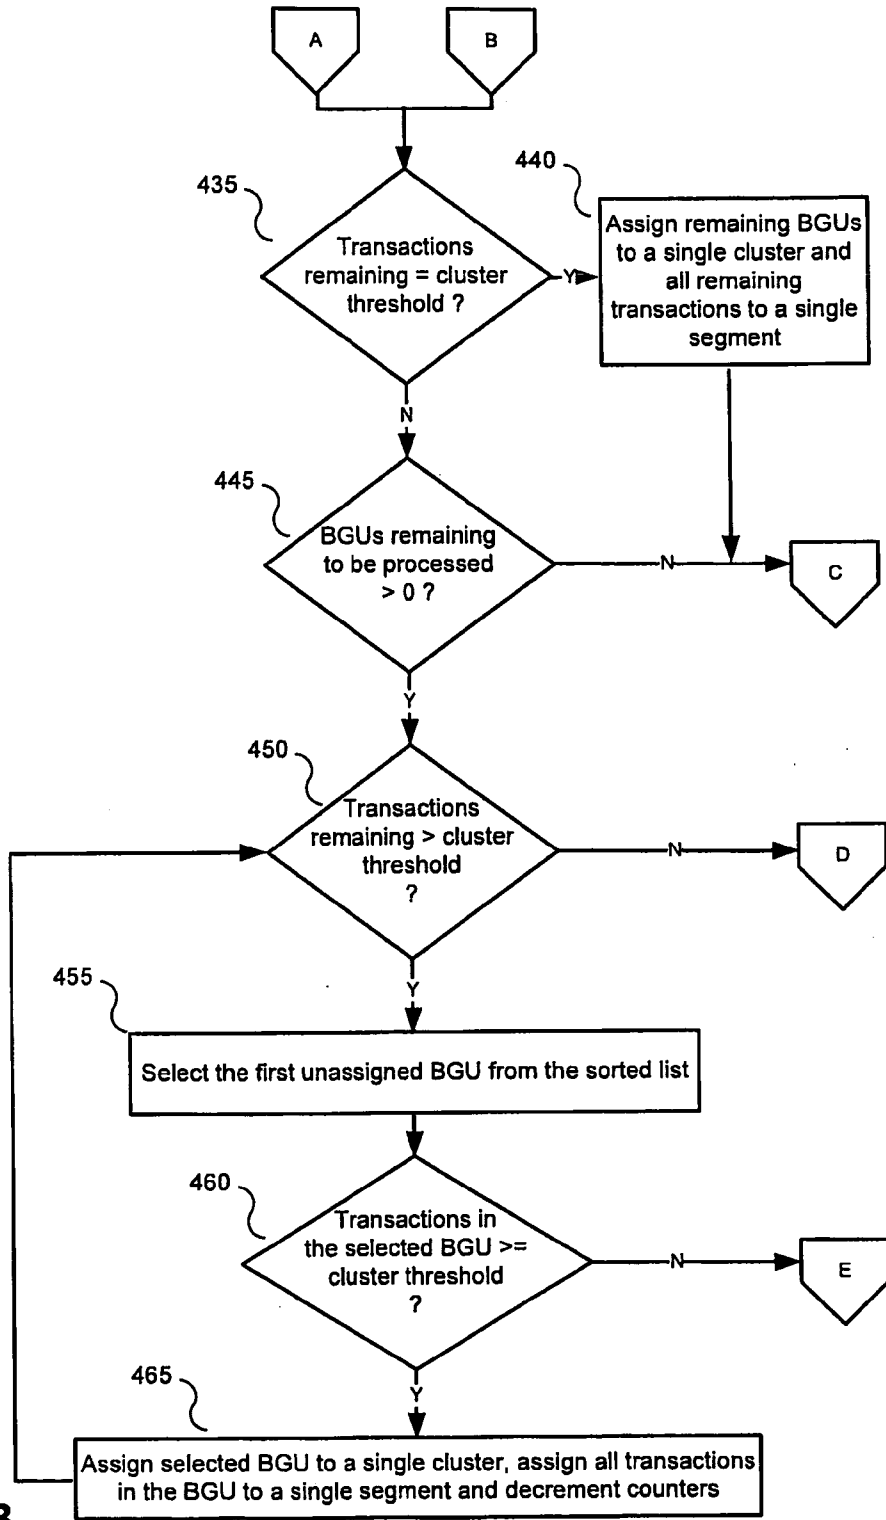 A
B
440
435
Assign remaining BGUs
to a single cluster and
all remaining
transactions to a single
segment
Transactions
remaining = cluster
threshold ?
Y
N
445
BGUs remaining
to be processed
> 0 ?
N
C
Y
450
Transactions
remaining > cluster
threshold
?
N
D
Y
455
Select the first unassigned BGU from the sorted list
460
Transactions in
the selected BGU >=
cluster threshold
?
N
E
Y
465
Assign selected BGU to a single cluster, assign all transactions
in the BGU to a single segment and decrement counters